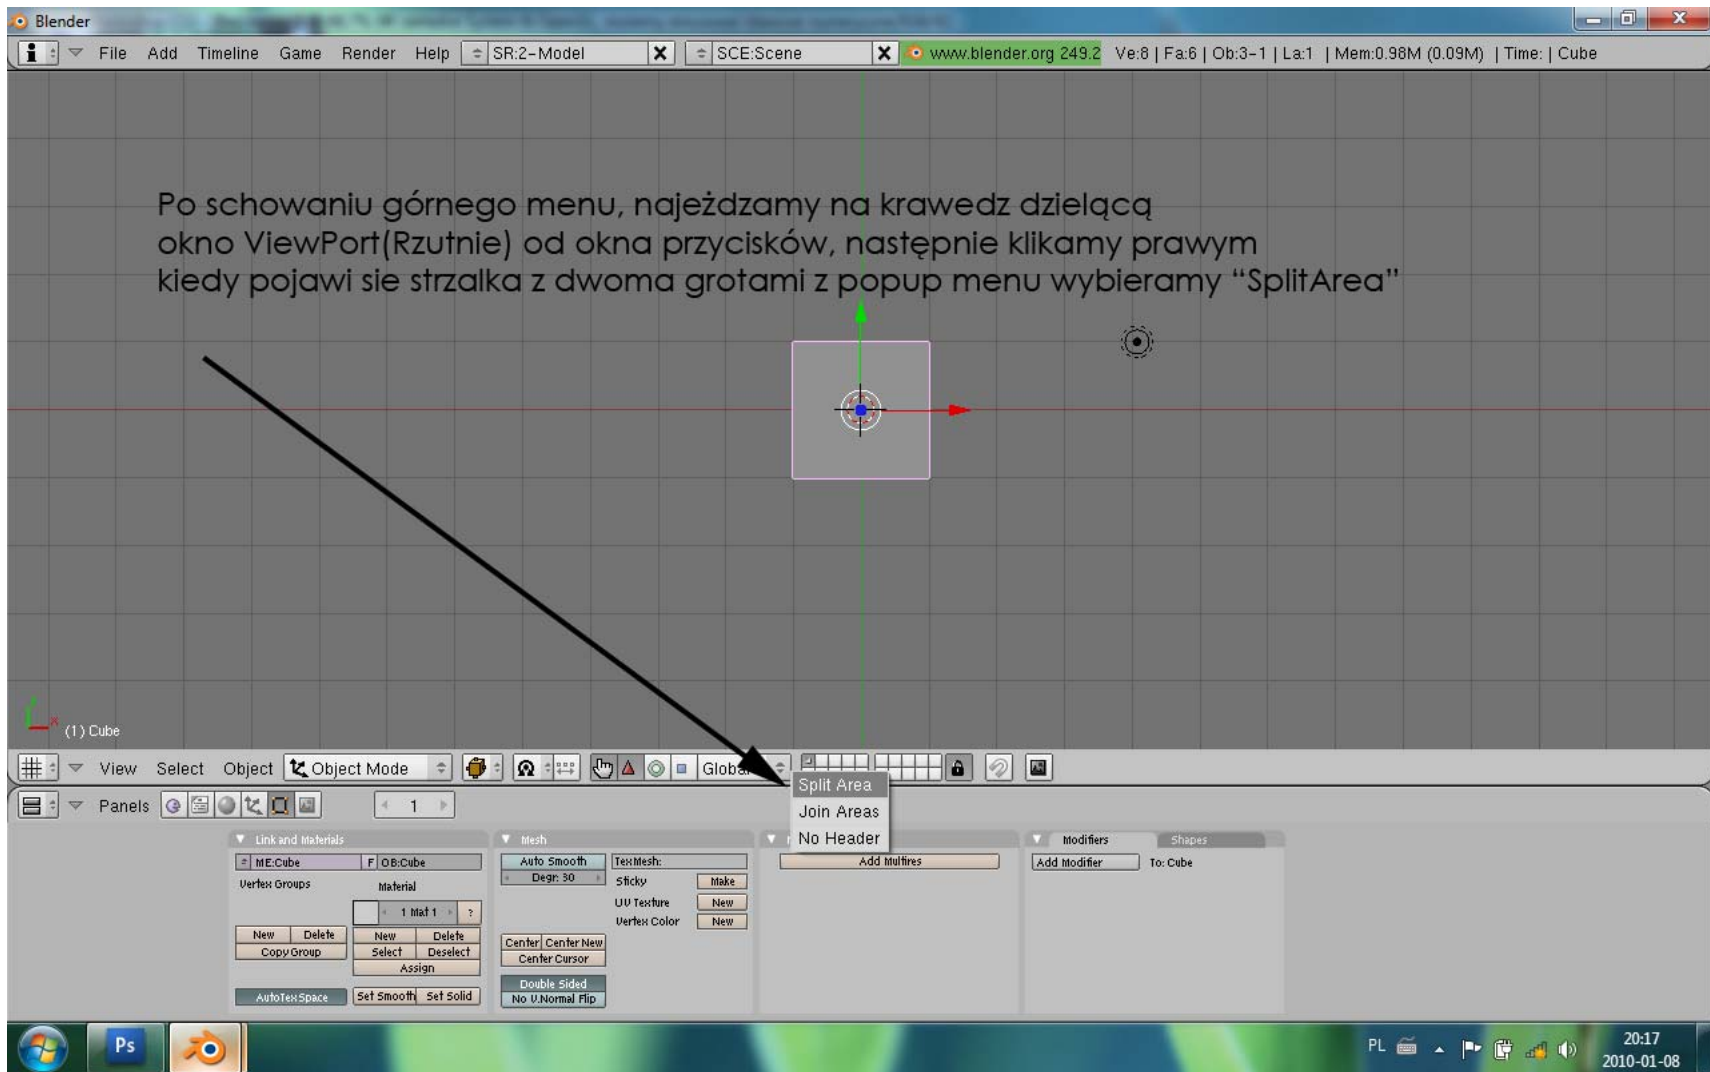 Blender
File Add Timeline Game Render Help SR:2-Model X SCE:Scene X www.blender.org 249.2 Ve:8 | Fa:6 | Ob:3-1 | La:1 | Mem:0.98M (0.09M) | Time: | Cube
Po schowaniu górnego menu, najeżdzamy na krawedz dzielącą
okno ViewPort(Rzutnie) od okna przycisków, następnie klikamy prawym
kiedy pojawi sie strzalka z dwoma grotami z popup menu wybieramy “SplitArea”
(1) Cube
View Select Object Object Mode
Split Area
Join Areas
No Header
Panels 1
Link and Materials
ME:Cube F OB:Cube
Vertex Groups Material
1 Mat 1 ?
New Delete New Delete
Copy Group Select Deselect
Assign
AutoTexSpace Set Smooth Set Solid
Mesh
Auto Smooth TexMesh:
Degr: 30 Sticky Make
UV Texture New
Vertex Color New
Center Center New
Center Cursor
Double Sided
No V.Normal Flip
Add Multires
Modifiers Shapes
Add Modifier To: Cube
Ps PL 20:17
2010-01-08